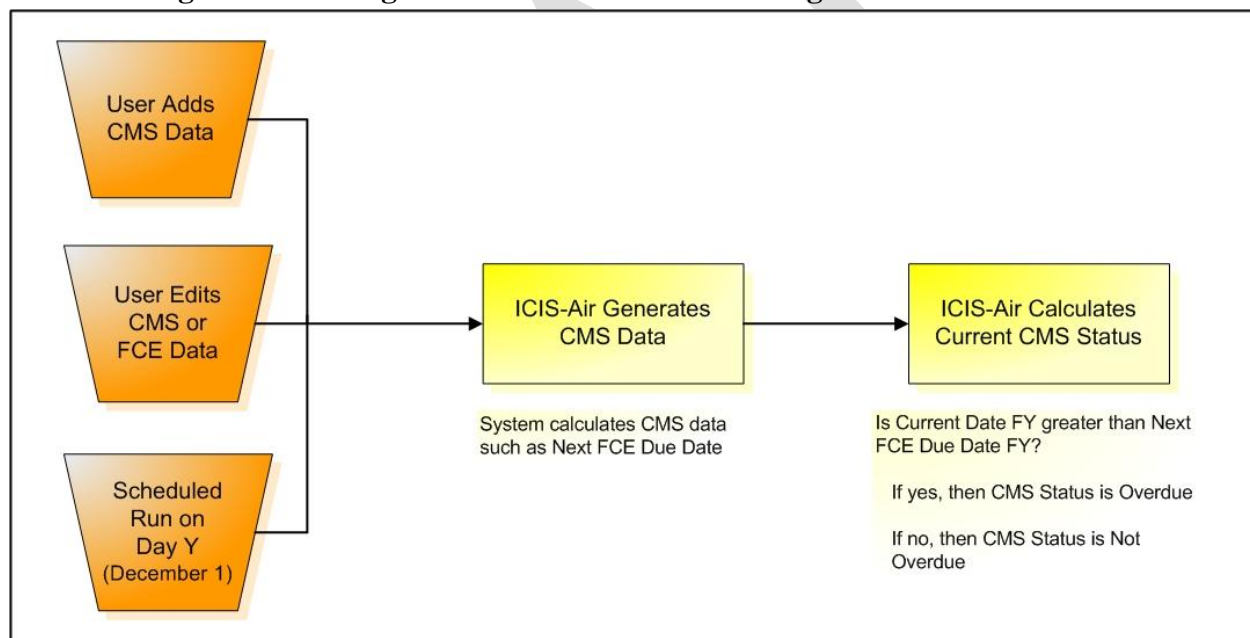 User Adds
CMS Data
User Edits
CMS or
FCE Data
Scheduled
Run on
Day Y
(December 1)
ICIS-Air Generates
CMS Data
System calculates CMS data
such as Next FCE Due Date
ICIS-Air Calculates
Current CMS Status
Is Current Date FY greater than Next
FCE Due Date FY?
If yes, then CMS Status is Overdue
If no, then CMS Status is Not
Overdue